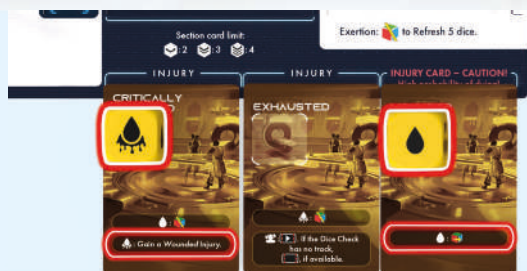 Section card limit:
:2 :3 :4
Exertion: to Refresh 5 dice.
INJURY
INJURY
INJURY CARD – CAUTION!
CRITICALLY
EXHAUSTED
: Gain a Wounded Injury.
: If the Dice Check
has no track,
, if available.